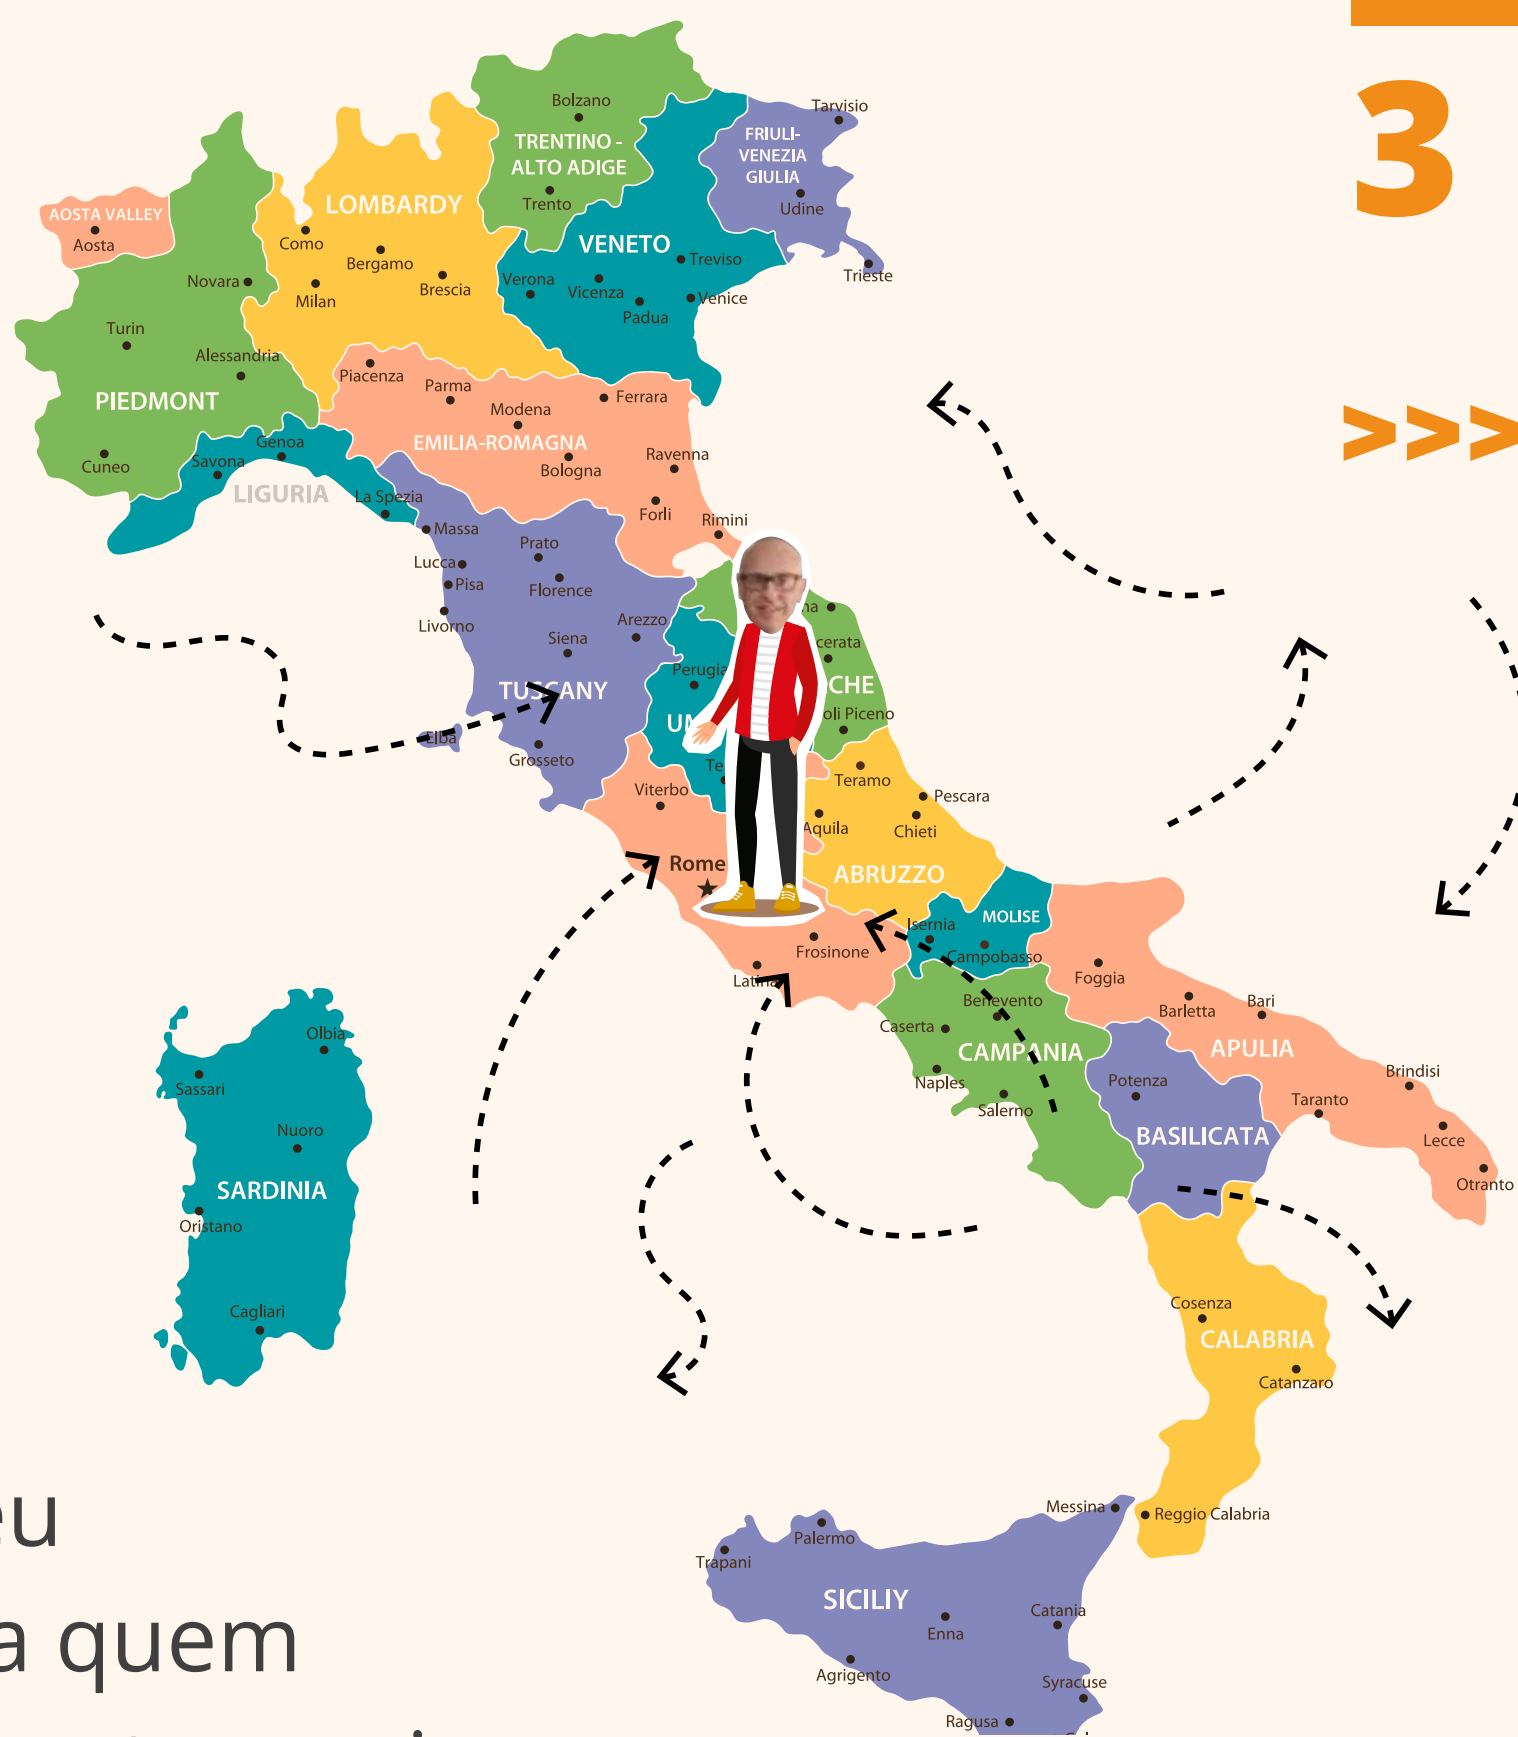 3
>>>
Tarvisio
Bolzano
TRENTINO -
ALTO ADIGE
Trento
FRIULI-
VENEZIA
GIULIA
Udine
Trieste
AOSTA VALLEY
Aosta
LOMBARDY
Como
Bergamo
Milan
Brescia
VENETO
Treviso
Verona
Vicenza
Padua
Venice
Novara
Turin
Alessandria
PIEDMONT
Cuneo
Piacenza
Parma
Modena
Ferrara
EMILIA-ROMAGNA
Bologna
Ravenna
Forli
Rimini
Genoa
Savona
LIGURIA
La Spezia
Massa
Lucca
Pisa
Livorno
Prato
Florence
Arezzo
Siena
TUSCANY
Elba
Grosseto
Perugia
UM
Te
na
cerata
CHE
oli Piceno
Viterbo
Rome
Teramo
Pescara
Aquila
Chieti
ABRUZZO
Frosinone
Latina
MOLISE
Isernia
Campobasso
Benevento
Caserta
CAMPANIA
Naples
Salerno
Foggia
Barletta
Bari
APULIA
Brindisi
Taranto
Lecce
Otranto
Potenza
BASILICATA
Olbia
Sassari
Nuoro
SARDINIA
Oristano
Cagliari
Cosenza
CALABRIA
Catanzaro
Reggio Calabria
Messina
Palermo
Trapani
SICILIY
Enna
Catania
Agrigento
Syracuse
Ragusa
eu
a quem